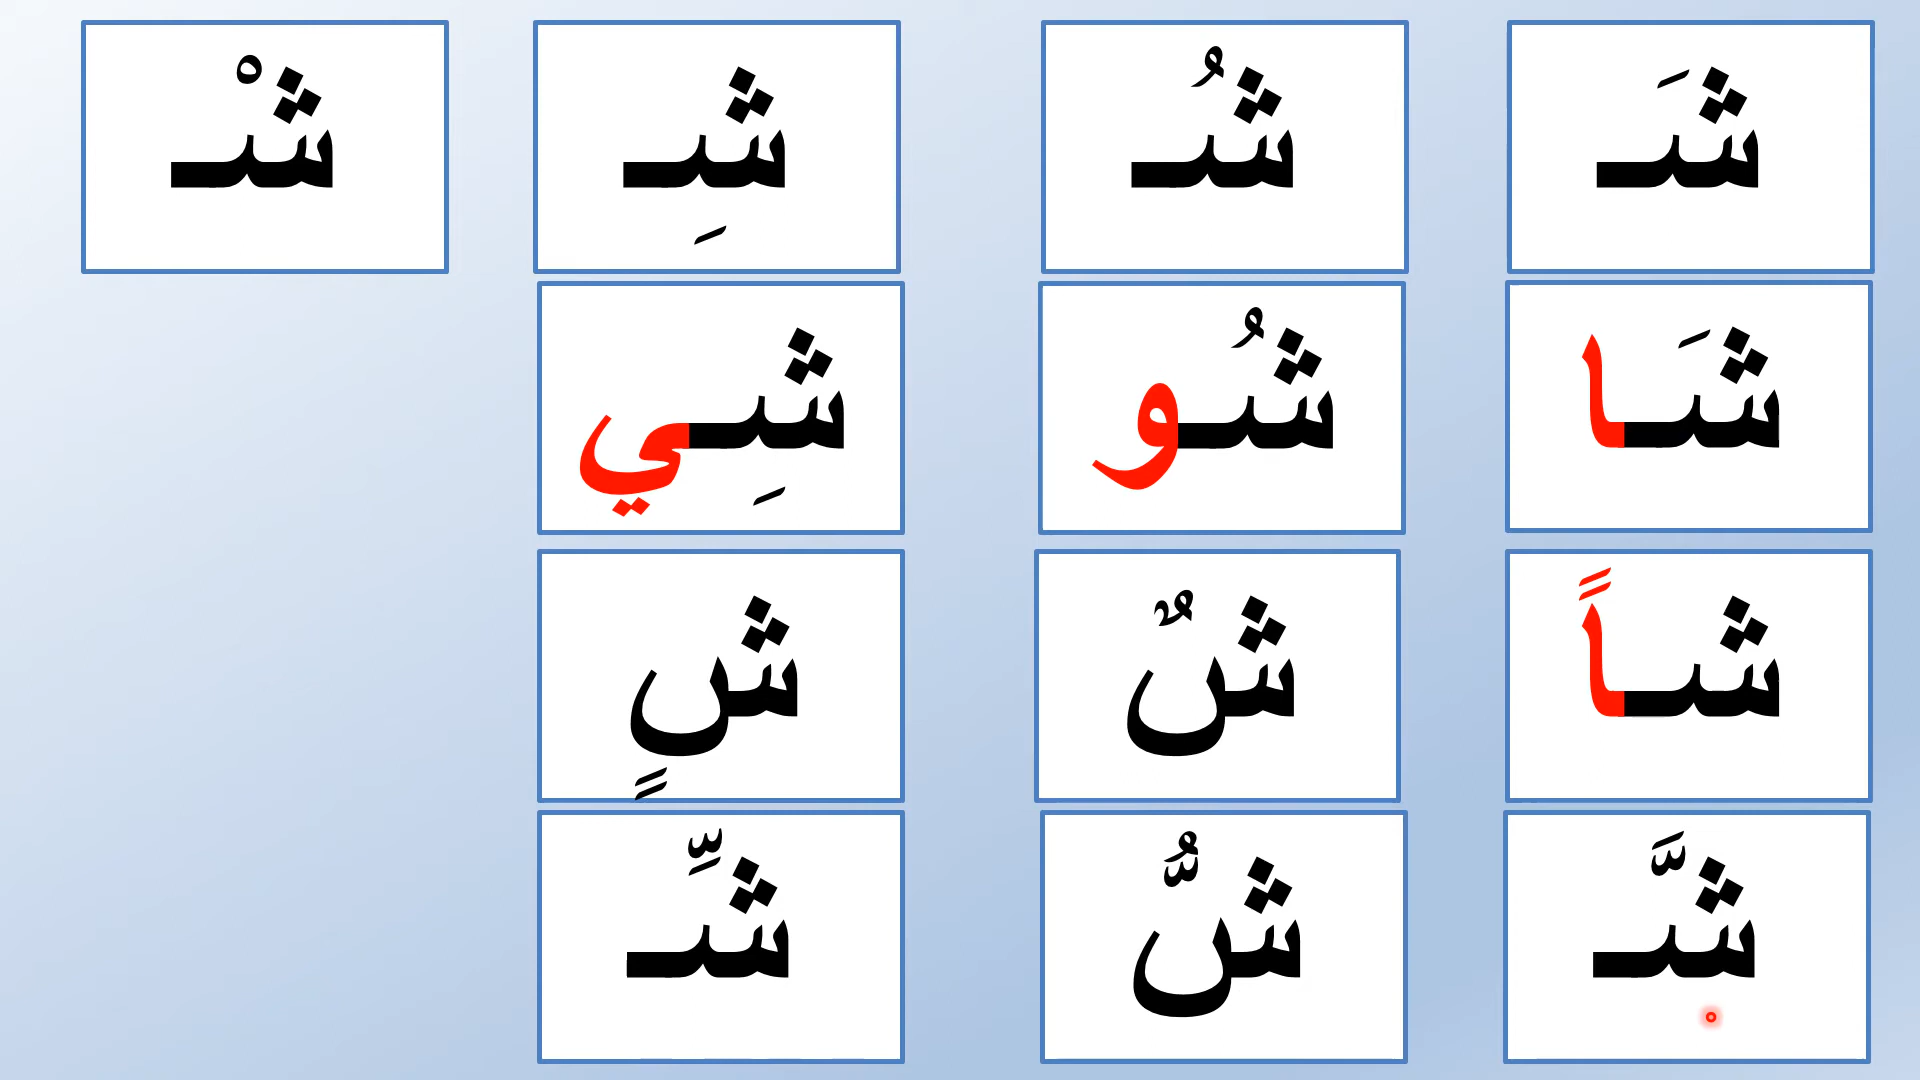 شَـ شُـ شِـ شْـ
شَـا شُـو شِـي
شـاً شٌ شٍ
شَّـ شُّ شِّـ